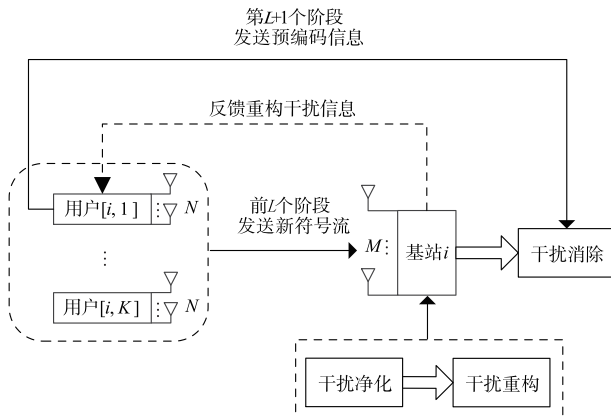 第L+1个阶段
发送预编码信息
反馈重构干扰信息
用户[i, 1]
N
前L个阶段
发送新符号流
M
基站i
干扰消除
用户[i, K]
N
干扰净化
干扰重构